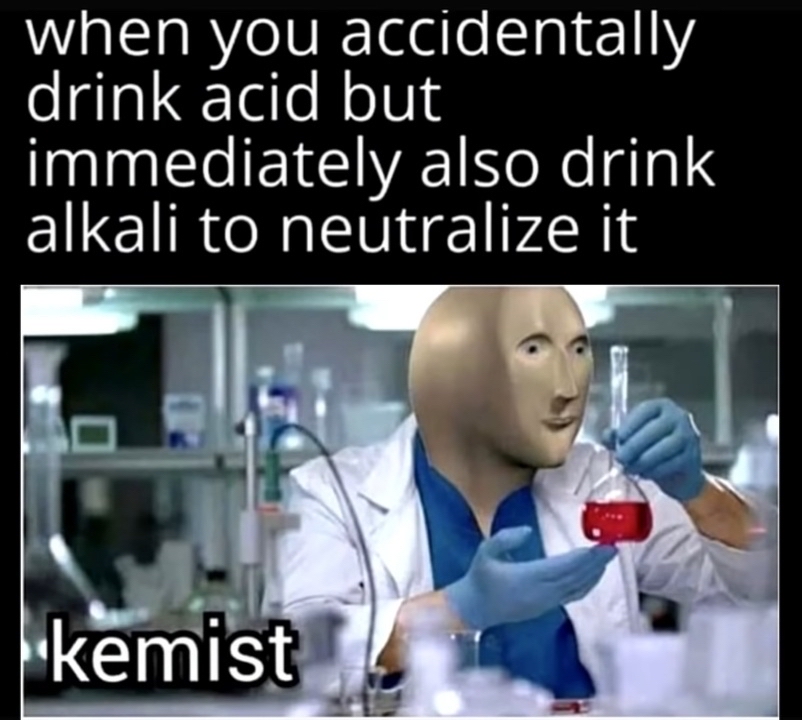 when you accidentally
drink acid but
immediately also drink
alkali to neutralize it
kemist